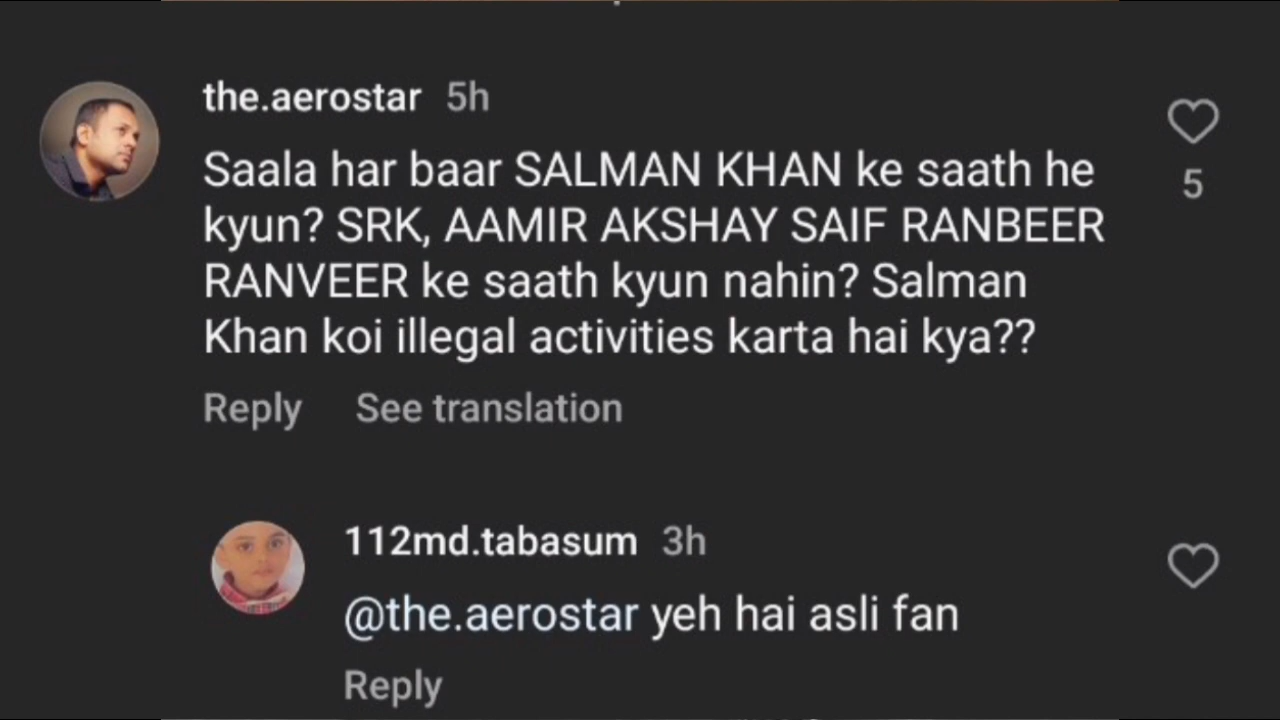 the.aerostar 5h
Saala har baar SALMAN KHAN ke saath he
kyun? SRK, AAMIR AKSHAY SAIF RANBEER
RANVEER ke saath kyun nahin? Salman
Khan koi illegal activities karta hai kya??
5
Reply See translation
112md.tabasum 3h
@the.aerostar yeh hai asli fan
Reply